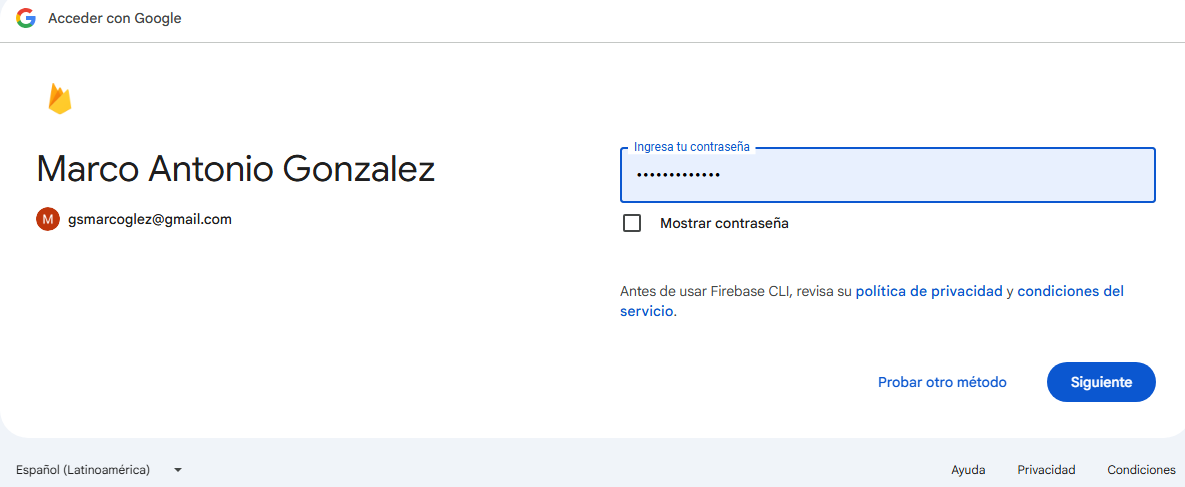 Acceder con Google
Marco Antonio Gonzalez
M gsmarcoglez@gmail.com
Ingresa tu contraseña
•••••••••••••
Mostrar contraseña
Antes de usar Firebase CLI, revisa su política de privacidad y condiciones del
servicio.
Probar otro método
Siguiente
Español (Latinoamérica)
Ayuda
Privacidad
Condiciones